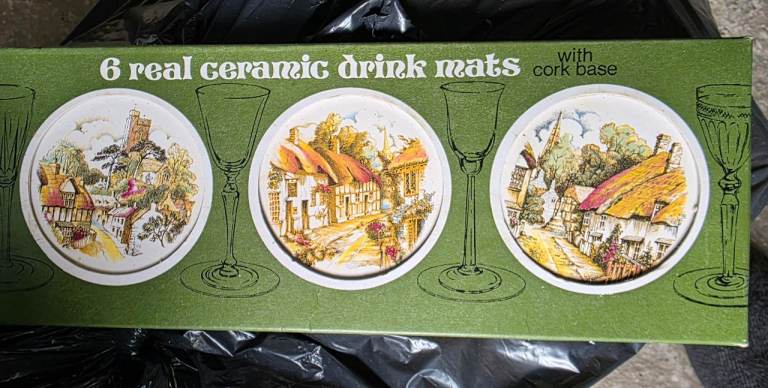 6 real ceramic drink mats
with
cork base